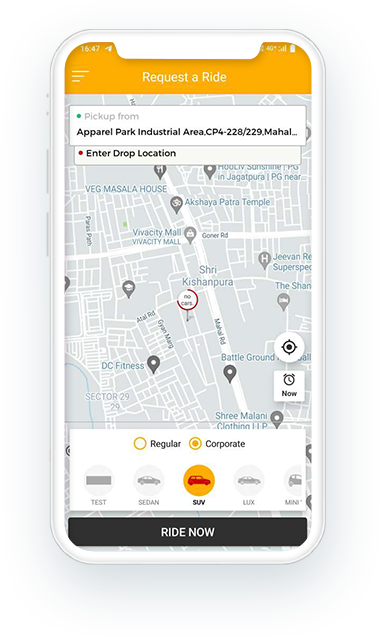 16:47
4G
Request a Ride
Pickup from
Apparel Park Industrial Area,CP4-228/229,Mahal...
Enter Drop Location
HooLiv Sunshine | PG
in Jagatpura | PG near...
VEG MASALA HOUSE
Akshaya Patra Temple
Paras Path
Vivacity Mall
VIVACITY MALL
Goner Rd
Jeevan Re
Superspec
Shri
Kishanpura
The Shan
no
cars
Atal Rd
Gyan Marg
Mahal Rd
DC Fitness
Battle Ground
SECTOR 29
29
Now
Shree Malani
Clothing LLP
Regular
Corporate
TEST
SEDAN
SUV
LUX
MINI
RIDE NOW